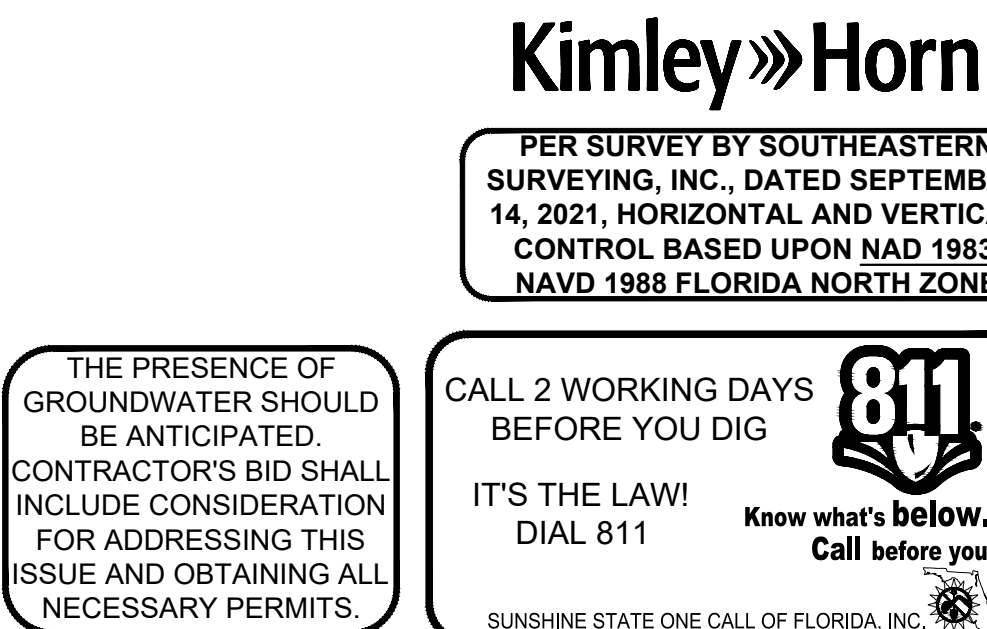 Kimley»Horn
PER SURVEY BY SOUTHEASTERN
SURVEYING, INC., DATED SEPTEMB
14, 2021, HORIZONTAL AND VERTICA
CONTROL BASED UPON NAD 1983
NAVD 1988 FLORIDA NORTH ZONE
THE PRESENCE OF
GROUNDWATER SHOULD
BE ANTICIPATED.
CONTRACTOR'S BID SHALL
INCLUDE CONSIDERATION
FOR ADDRESSING THIS
ISSUE AND OBTAINING ALL
NECESSARY PERMITS.
CALL 2 WORKING DAYS
BEFORE YOU DIG
IT'S THE LAW!
DIAL 811
811
Know what's below.
Call before you
SUNSHINE STATE ONE CALL OF FLORIDA, INC.